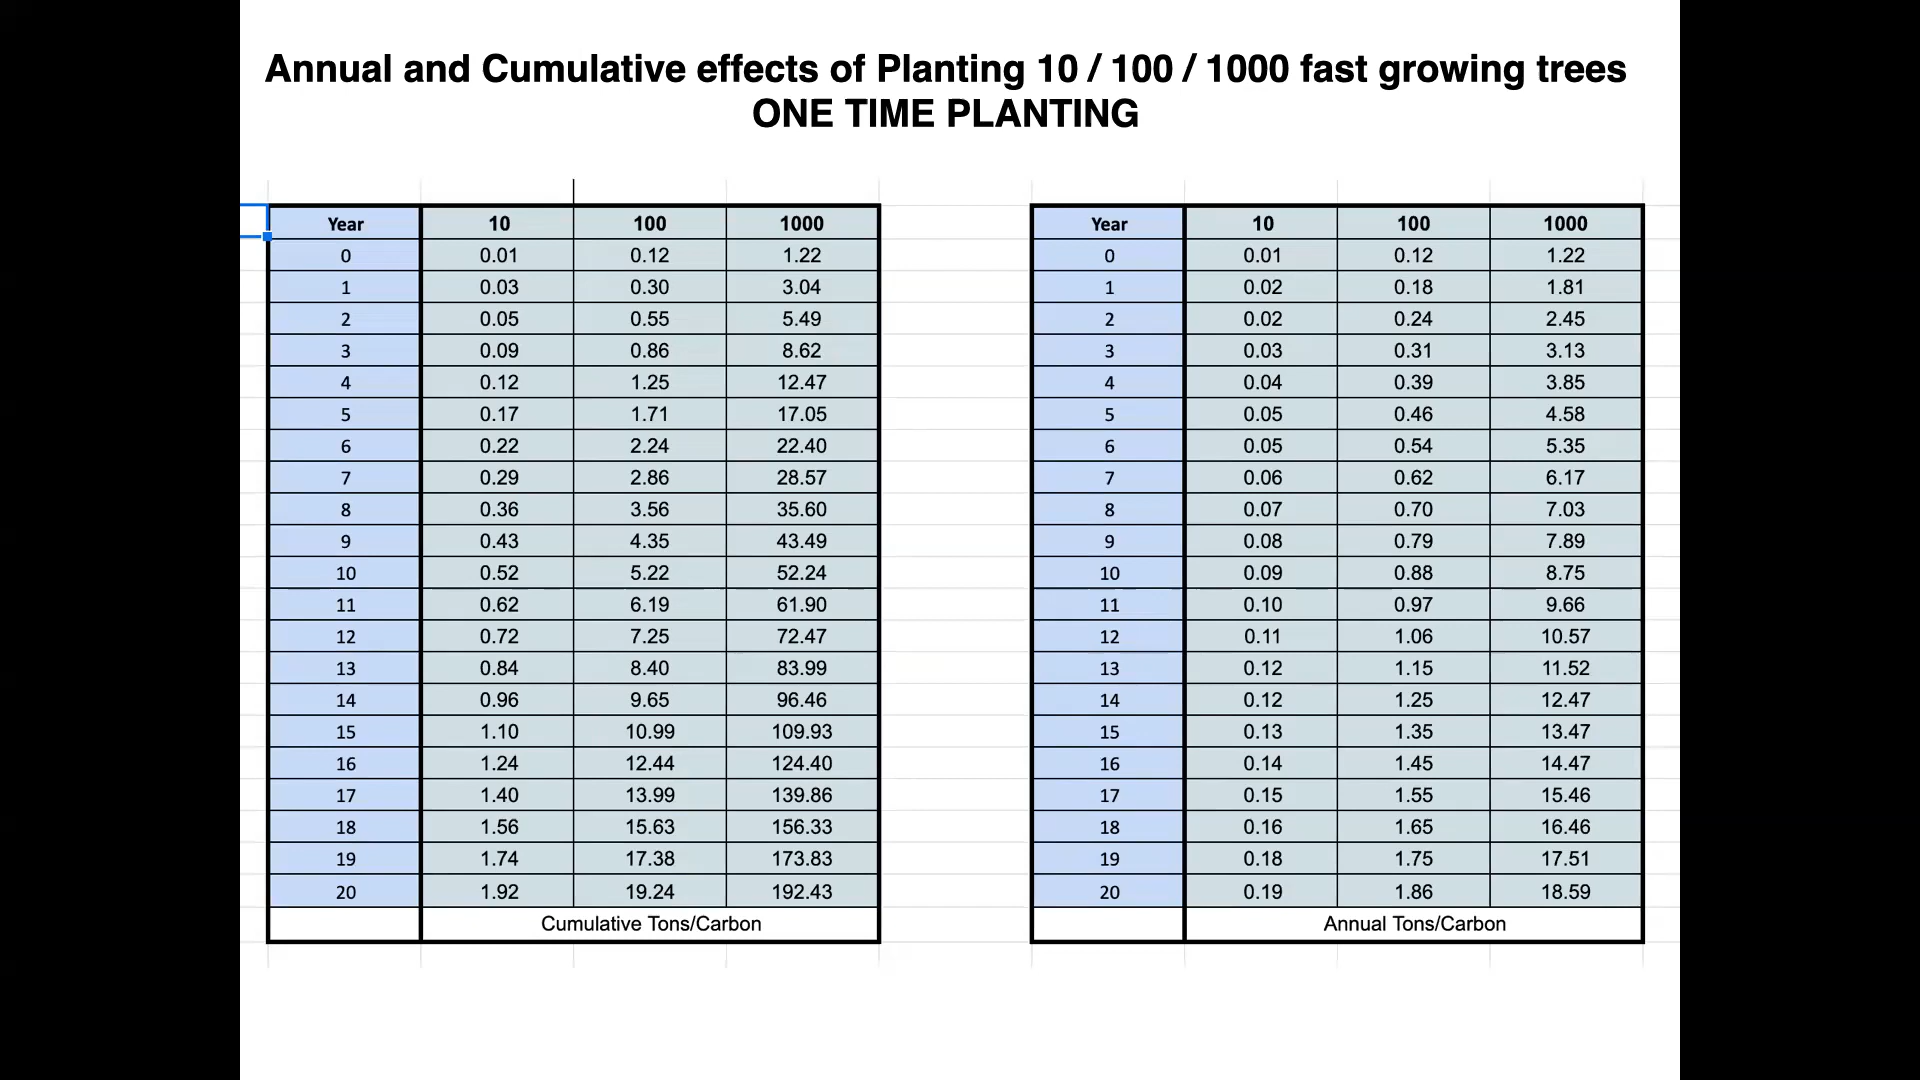 Annual and Cumulative effects of Planting 10 / 100 / 1000 fast growing trees
ONE TIME PLANTING
Year 10 100 1000
0 0.01 0.12 1.22
1 0.03 0.30 3.04
2 0.05 0.55 5.49
3 0.09 0.86 8.62
4 0.12 1.25 12.47
5 0.17 1.71 17.05
6 0.22 2.24 22.40
7 0.29 2.86 28.57
8 0.36 3.56 35.60
9 0.43 4.35 43.49
10 0.52 5.22 52.24
11 0.62 6.19 61.90
12 0.72 7.25 72.47
13 0.84 8.40 83.99
14 0.96 9.65 96.46
15 1.10 10.99 109.93
16 1.24 12.44 124.40
17 1.40 13.99 139.86
18 1.56 15.63 156.33
19 1.74 17.38 173.83
20 1.92 19.24 192.43
Cumulative Tons/Carbon
Year 10 100 1000
0 0.01 0.12 1.22
1 0.02 0.18 1.81
2 0.02 0.24 2.45
3 0.03 0.31 3.13
4 0.04 0.39 3.85
5 0.05 0.46 4.58
6 0.05 0.54 5.35
7 0.06 0.62 6.17
8 0.07 0.70 7.03
9 0.08 0.79 7.89
10 0.09 0.88 8.75
11 0.10 0.97 9.66
12 0.11 1.06 10.57
13 0.12 1.15 11.52
14 0.12 1.25 12.47
15 0.13 1.35 13.47
16 0.14 1.45 14.47
17 0.15 1.55 15.46
18 0.16 1.65 16.46
19 0.18 1.75 17.51
20 0.19 1.86 18.59
Annual Tons/Carbon